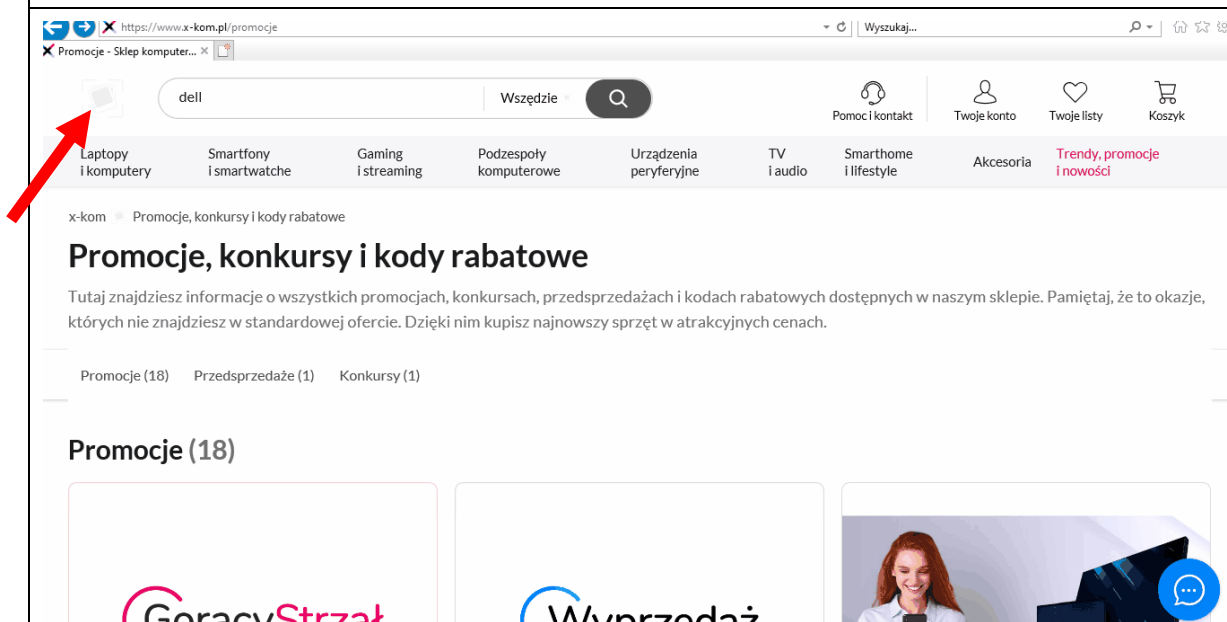 https://www.x-kom.pl/promocje
Wyszukaj...
Promocje - Sklep komputer...
dell
Wszędzie
Pomoc i kontakt
Twoje konto
Twoje listy
Koszyk
Laptopy i komputery
Smartfony i smartwatche
Gaming i streaming
Podzespoły komputerowe
Urządzenia peryferyjne
TV i audio
Smarthome i lifestyle
Akcesoria
Trendy, promocje i nowości
x-kom Promocje, konkursy i kody rabatowe
Promocje, konkursy i kody rabatowe
Tutaj znajdziesz informacje o wszystkich promocjach, konkursach, przedsprzedażach i kodach rabatowych dostępnych w naszym sklepie. Pamiętaj, że to okazje,
których nie znajdziesz w standardowej ofercie. Dzięki nim kupisz najnowszy sprzęt w atrakcyjnych cenach.
Promocje (18) Przedsprzedaże (1) Konkursy (1)
Promocje (18)
GorącyStrzał
Wyprzedaż